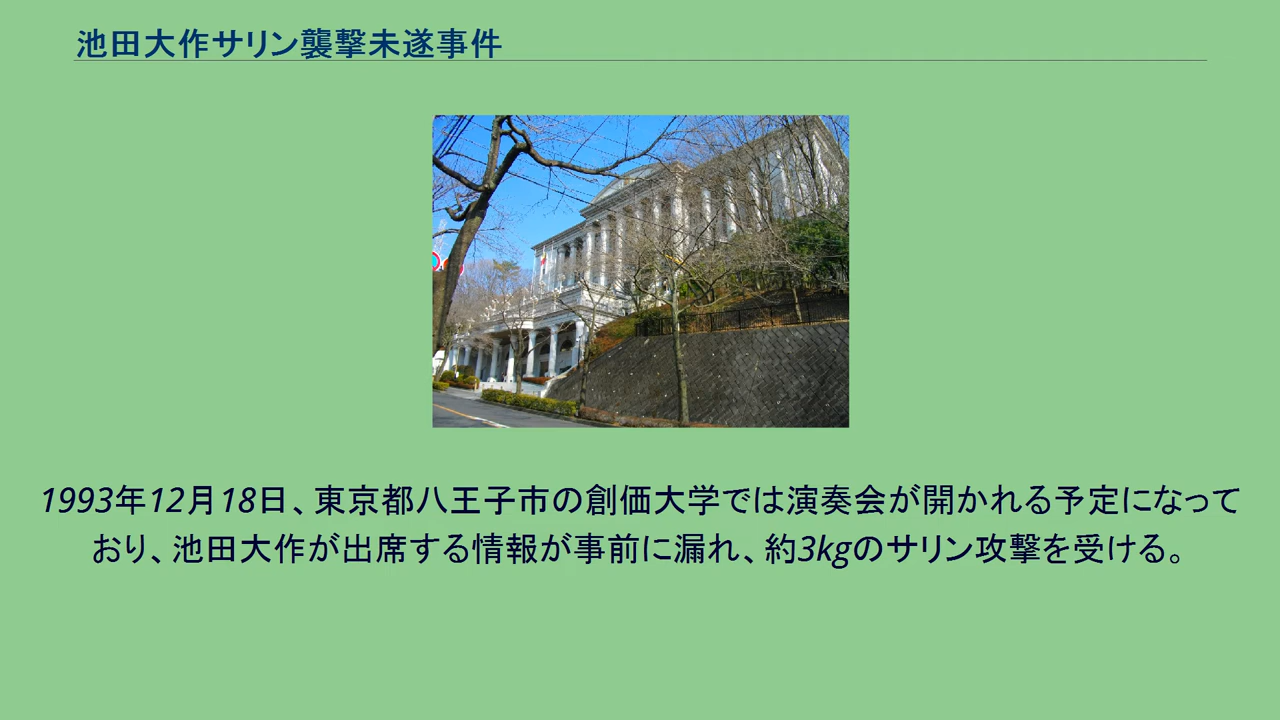 池田大作サリン襲撃未遂事件
1993年12月18日、東京都八王子市の創価大学では演奏会が開かれる予定になって
おり、池田大作が出席する情報が事前に漏れ、約3kgのサリン攻撃を受ける。